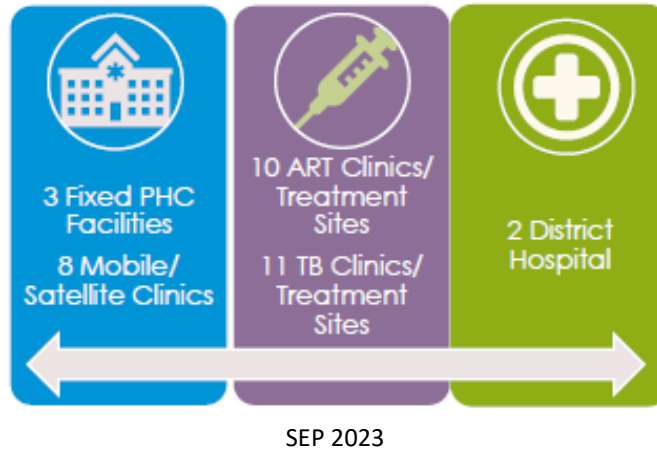 3 Fixed PHC
Facilities
8 Mobile/
Satellite Clinics
10 ART Clinics/
Treatment
Sites
11 TB Clinics/
Treatment
Sites
2 District
Hospital
SEP 2023